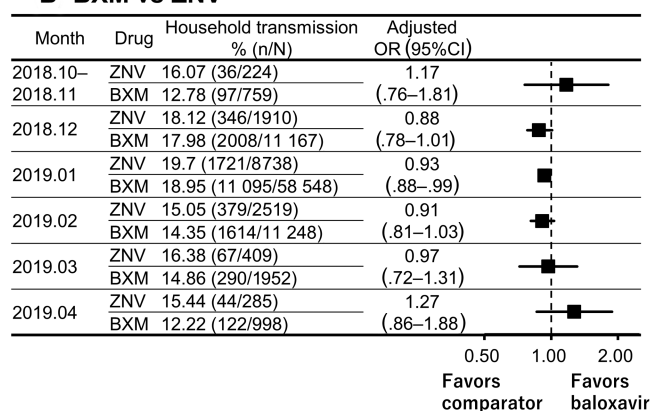 B BXM vs ZNV
Month Drug Household transmission % (n/N) Adjusted OR (95%CI)
2018.10–2018.11 ZNV 16.07 (36/224) 1.17 (.76–1.81)
BXM 12.78 (97/759)
2018.12 ZNV 18.12 (346/1910) 0.88 (.78–1.01)
BXM 17.98 (2008/11 167)
2019.01 ZNV 19.7 (1721/8738) 0.93 (.88–.99)
BXM 18.95 (11 095/58 548)
2019.02 ZNV 15.05 (379/2519) 0.91 (.81–1.03)
BXM 14.35 (1614/11 248)
2019.03 ZNV 16.38 (67/409) 0.97 (.72–1.31)
BXM 14.86 (290/1952)
2019.04 ZNV 15.44 (44/285) 1.27 (.86–1.88)
BXM 12.22 (122/998)
0.50 1.00 2.00
Favors comparator
Favors baloxavir